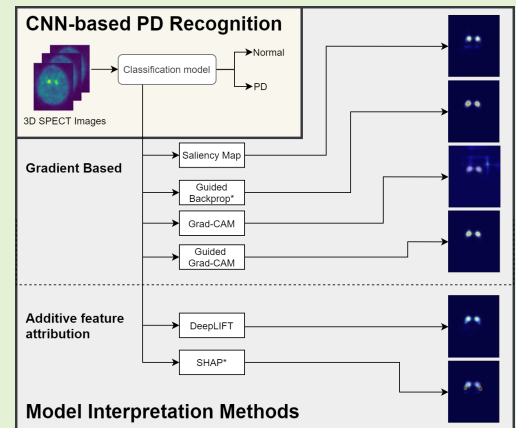 CNN-based PD Recognition
Classification model
Normal
PD
3D SPECT Images
Gradient Based
Saliency Map
Guided
Backprop*
Grad-CAM
Guided
Grad-CAM
Additive feature
attribution
DeepLIFT
SHAP*
Model Interpretation Methods